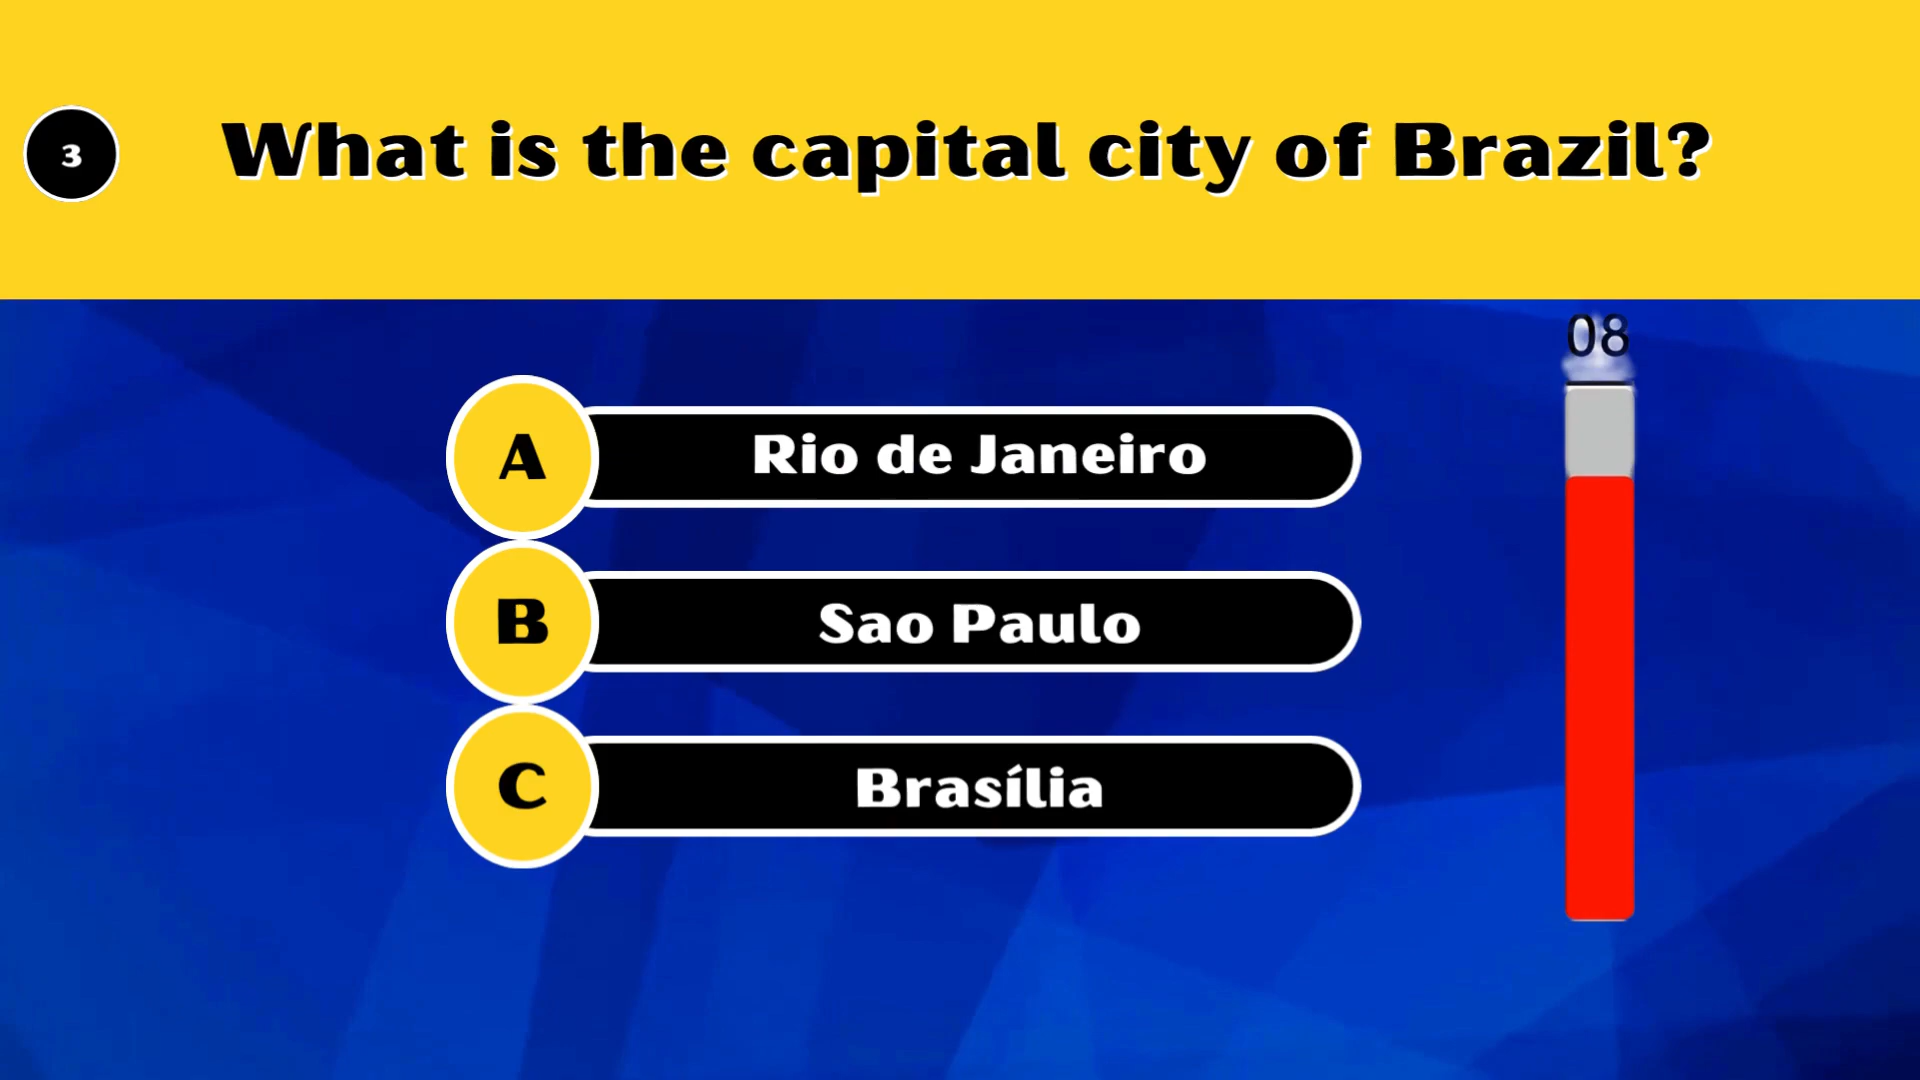 3
What is the capital city of Brazil?
08
A
Rio de Janeiro
B
Sao Paulo
C
Brasília